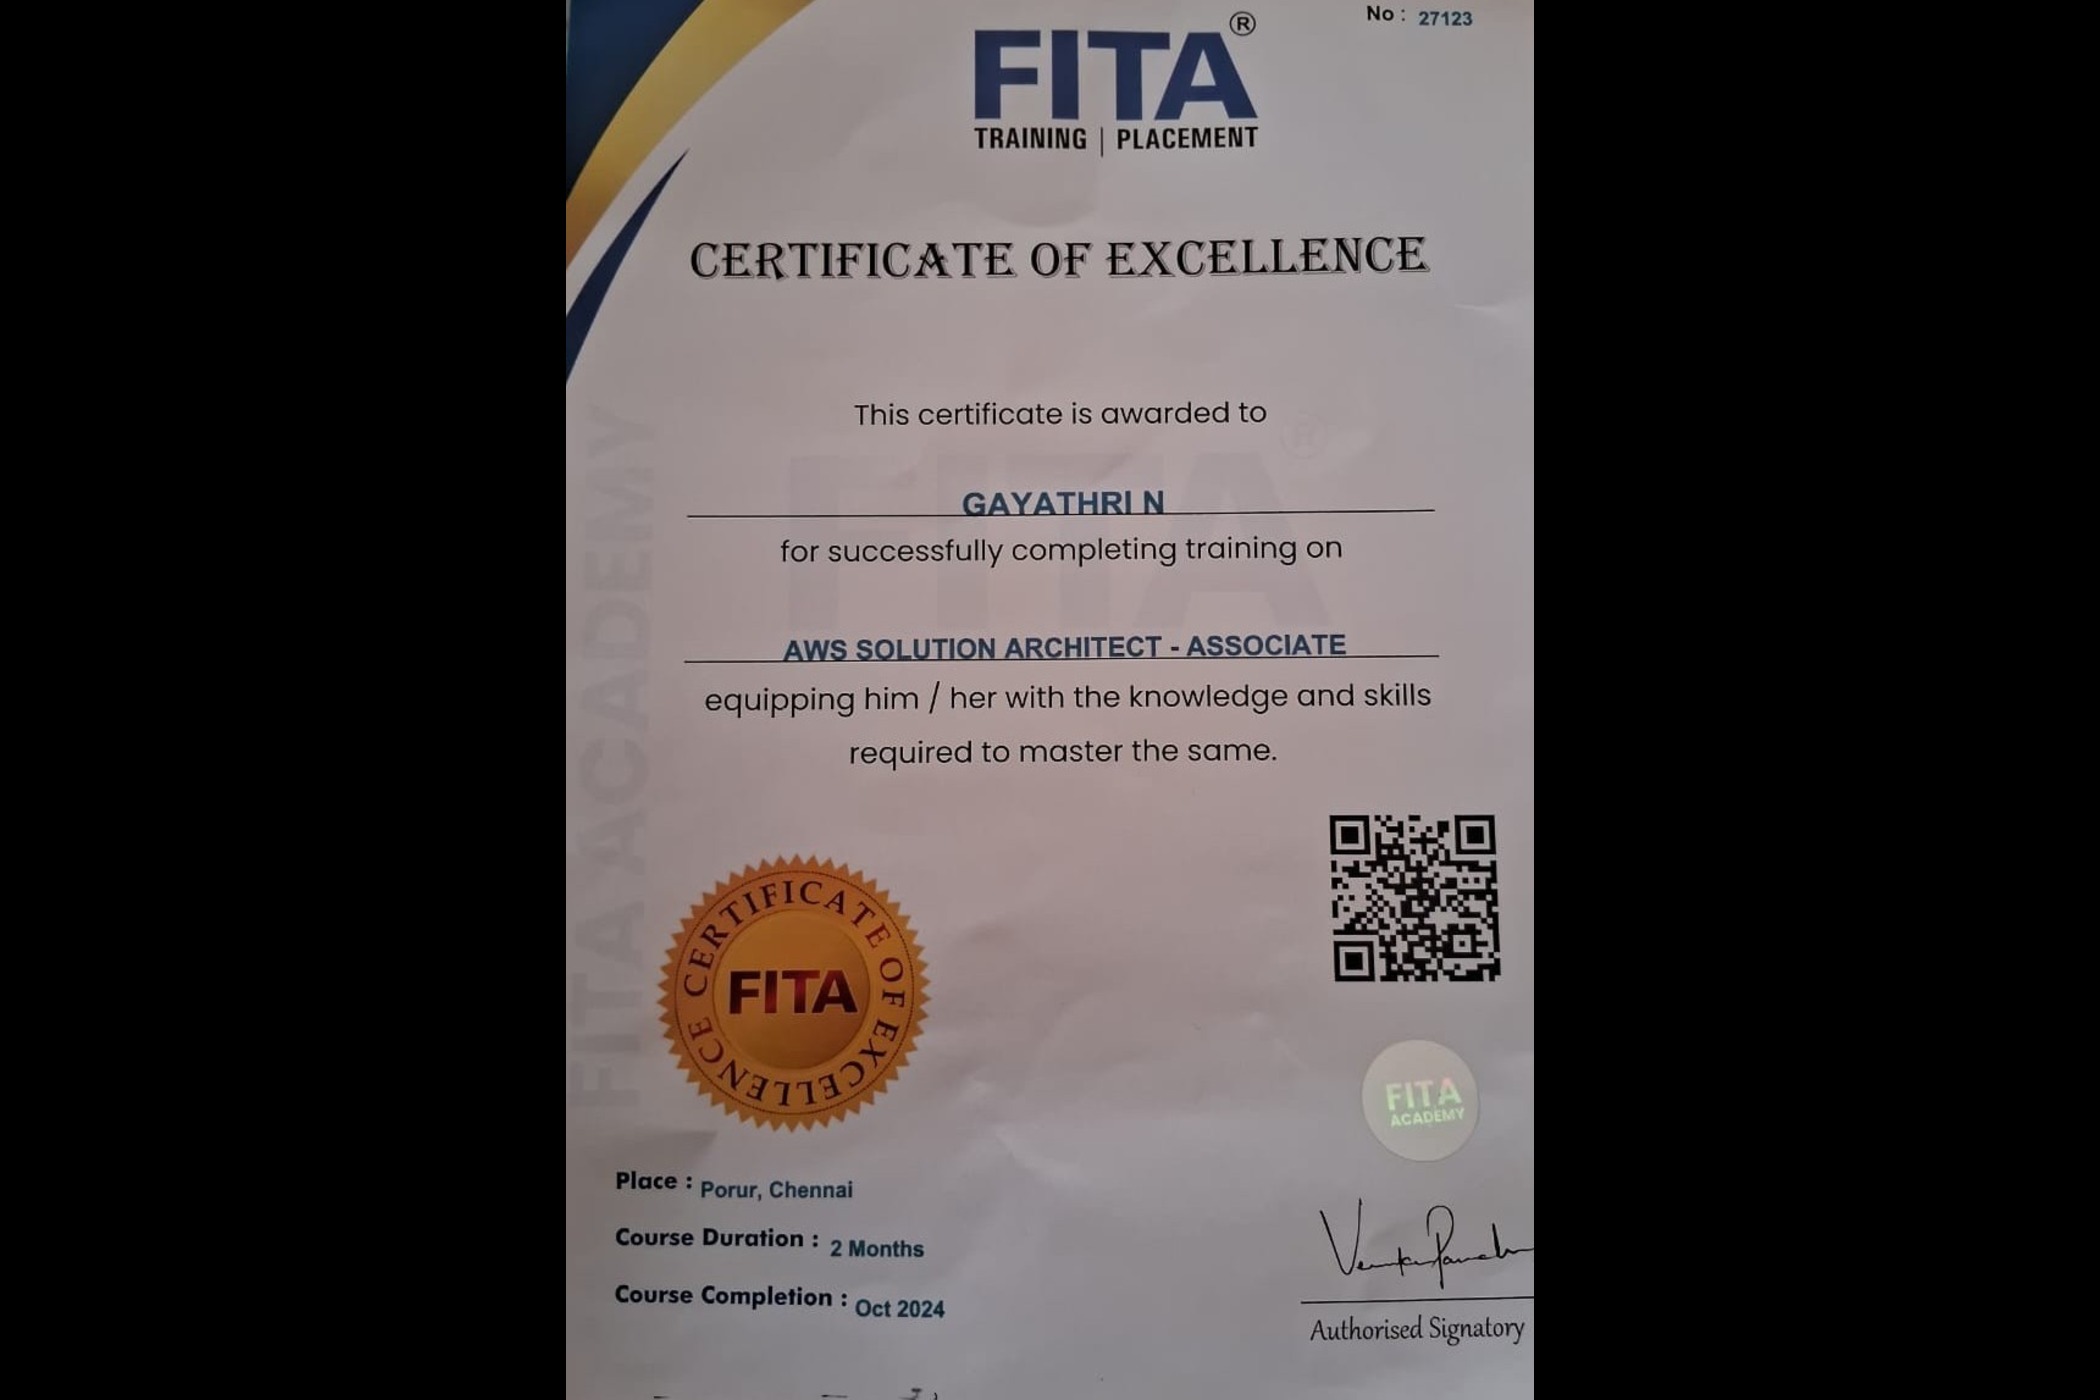 No : 27123
FITA®
TRAINING | PLACEMENT
CERTIFICATE OF EXCELLENCE
This certificate is awarded to
GAYATHRI N
for successfully completing training on
AWS SOLUTION ARCHITECT - ASSOCIATE
equipping him / her with the knowledge and skills
required to master the same.
FITA ACADEMY
FITA®
CERTIFICATE OF EXCELLENCE
FITA
FITA
ACADEMY
Place : Porur, Chennai
Course Duration : 2 Months
Course Completion : Oct 2024
Authorised Signatory